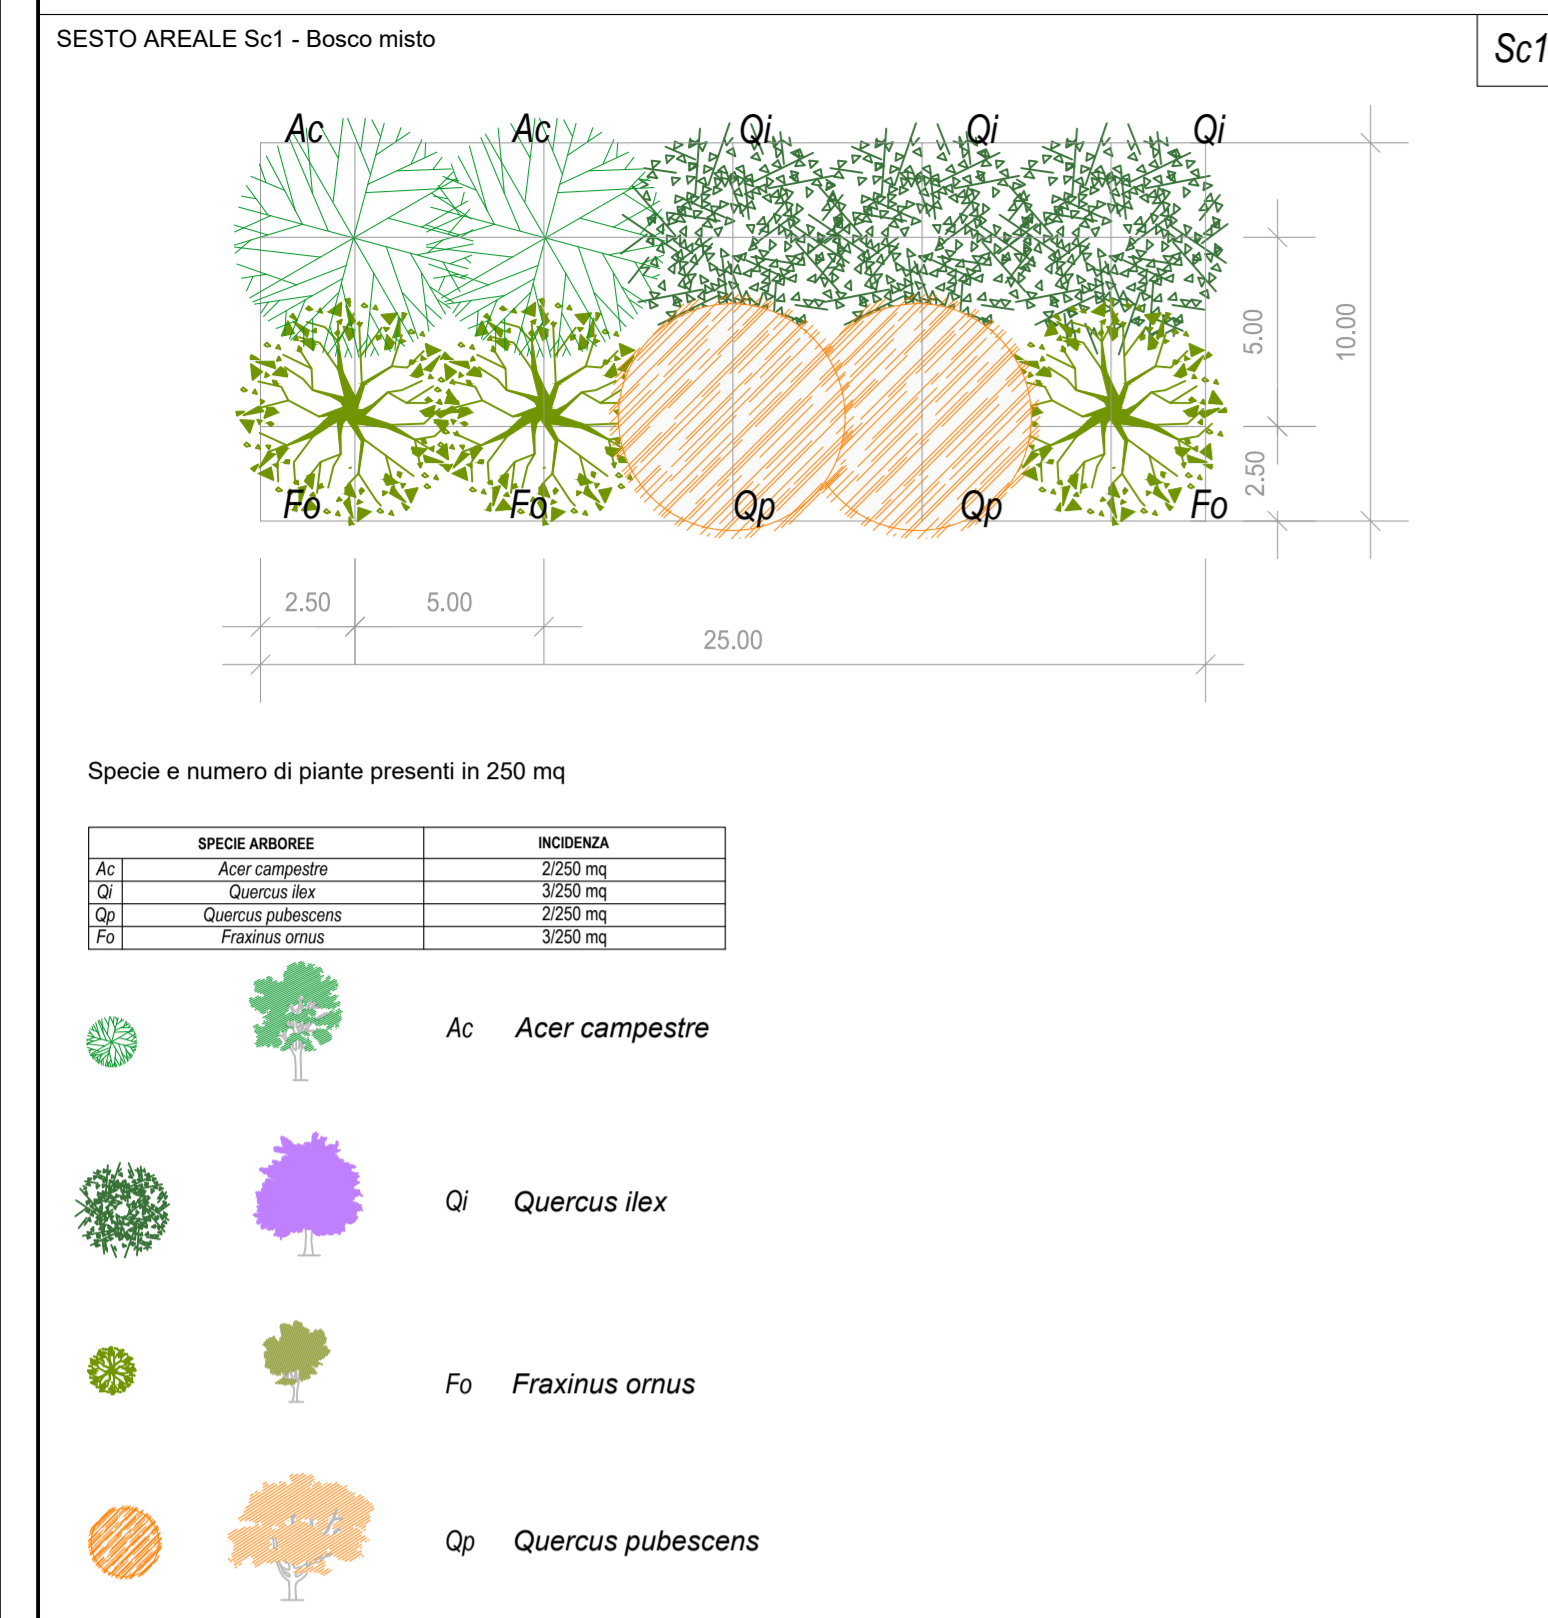 SESTO AREALE Sc1 - Bosco misto
Sc1
Ac Ac Qi Qi Qi
5.00
10.00
2.50
Fo Fo Qp Qp Fo
2.50 5.00
25.00
Specie e numero di piante presenti in 250 mq
SPECIE ARBOREE INCIDENZA
Ac Acer campestre 2/250 mq
Qi Quercus ilex 3/250 mq
Qp Quercus pubescens 2/250 mq
Fo Fraxinus ornus 3/250 mq
Ac Acer campestre
Qi Quercus ilex
Fo Fraxinus ornus
Qp Quercus pubescens